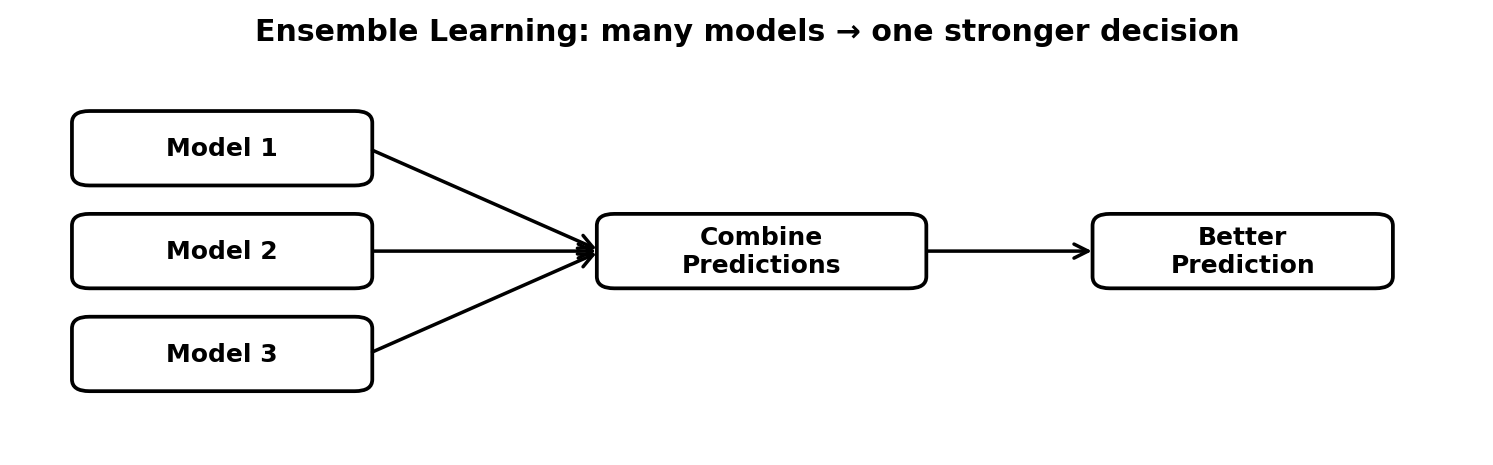 Ensemble Learning: many models → one stronger decision
Model 1
Model 2
Model 3
Combine
Predictions
Better
Prediction